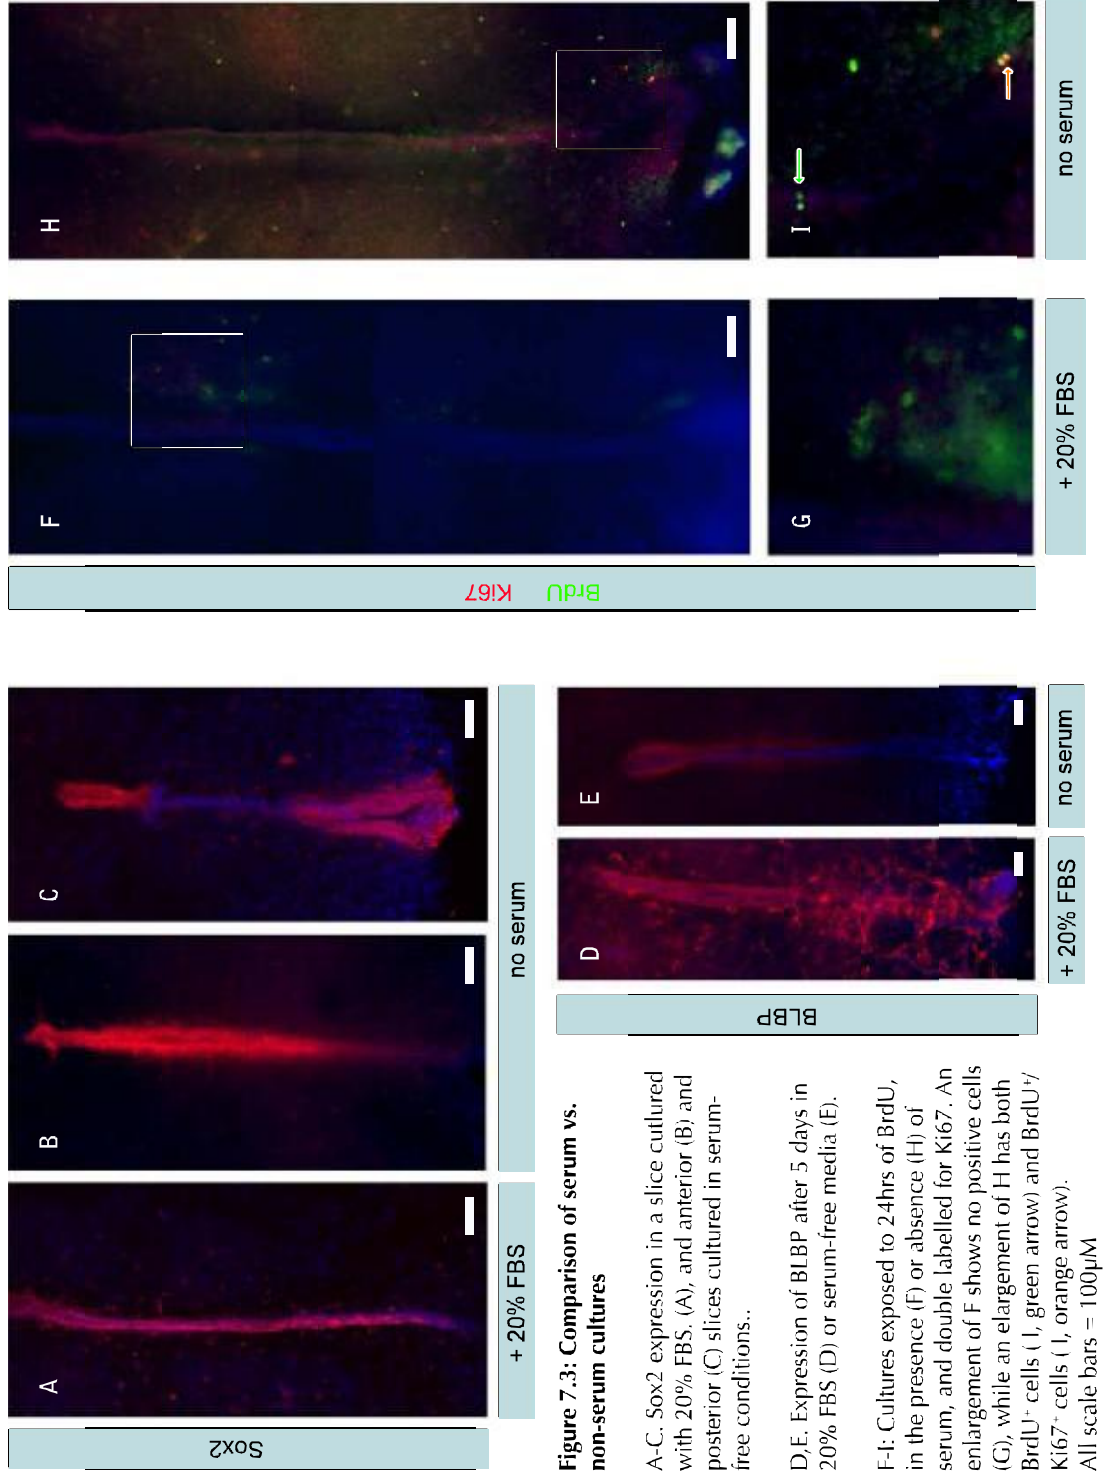 Sox2
A
B
C
+ 20% FBS
no serum
Figure 7.3: Comparison of serum vs.
non-serum cultures
A-C. Sox2 expression in a slice cutlured
with 20% FBS. (A), and anterior (B) and
posterior (C) slices cultured in serum-
free conditions..
D,E. Expression of BLBP after 5 days in
20% FBS (D) or serum-free media (E).
F-I: Cultures exposed to 24hrs of BrdU,
in the presence (F) or absence (H) of
serum, and double labelled for Ki67. An
enlargement of F shows no positive cells
(G), while an elargement of H has both
BrdU⁺ cells ( I, green arrow) and BrdU⁺/
Ki67⁺ cells ( I, orange arrow).
All scale bars = 100µM
BLBP
D
E
+ 20% FBS
no serum
BrdU Ki67
F
H
G
I
+ 20% FBS
no serum